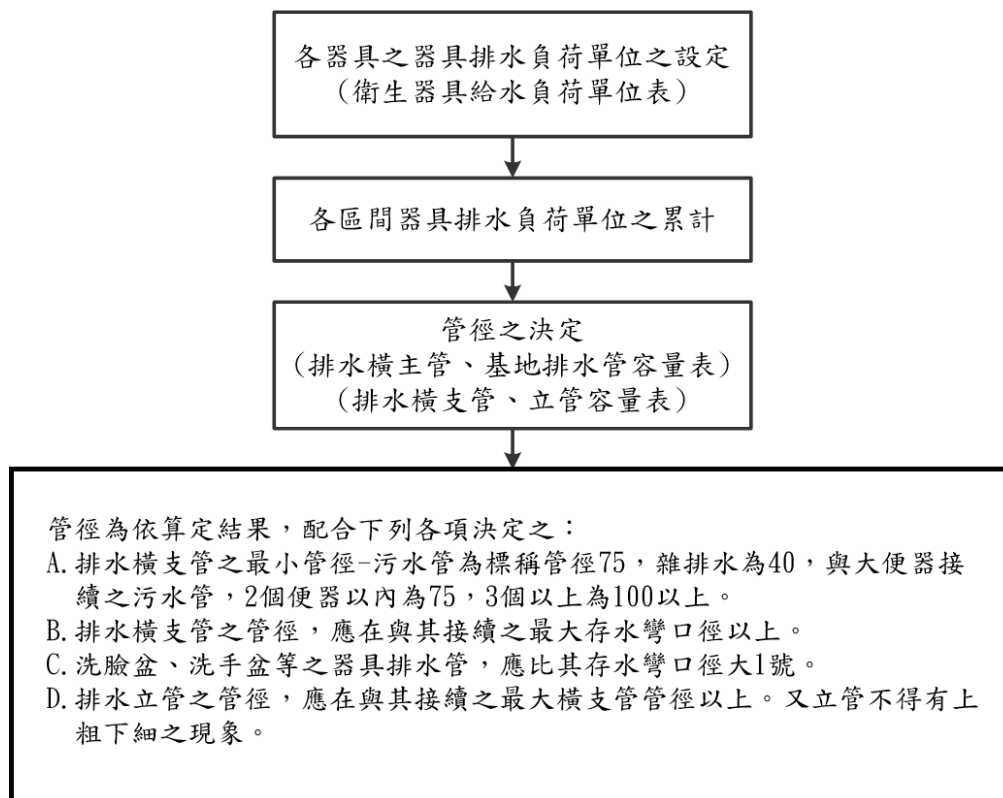 各器具之器具排水負荷單位之設定
（衛生器具給水負荷單位表）
各區間器具排水負荷單位之累計
管徑之決定
（排水橫主管、基地排水管容量表）
（排水橫支管、立管容量表）
管徑為依算定結果，配合下列各項決定之：
A.排水橫支管之最小管徑-污水管為標稱管徑75，雜排水為40，與大便器接
續之污水管，2個便器以內為75，3個以上為100以上。
B.排水橫支管之管徑，應在與其接續之最大存水彎口徑以上。
C.洗臉盆、洗手盆等之器具排水管，應比其存水彎口徑大1號。
D.排水立管之管徑，應在與其接續之最大橫支管管徑以上。又立管不得有上
粗下細之現象。